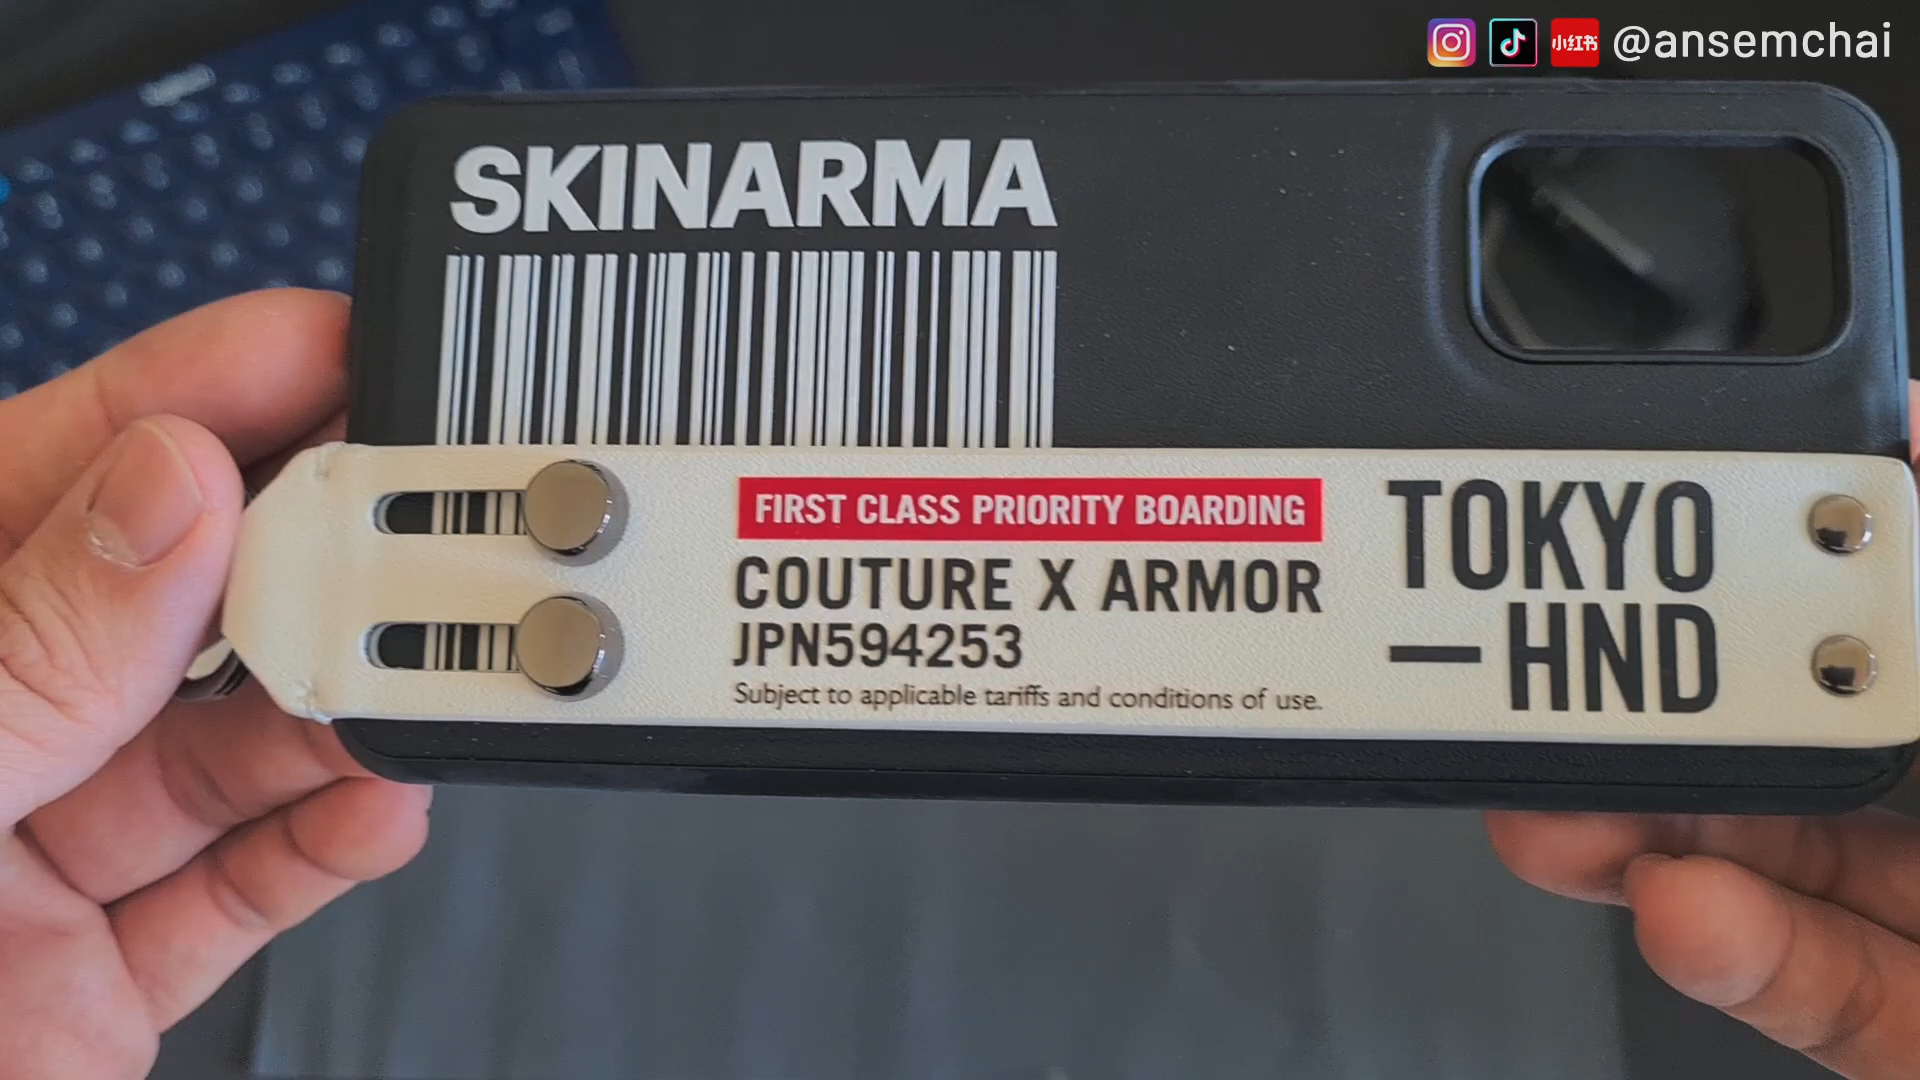 小红书 @ansemchai
SKINARMA
FIRST CLASS PRIORITY BOARDING
COUTURE X ARMOR
JPN594253
Subject to applicable tariffs and conditions of use.
TOKYO
—HND